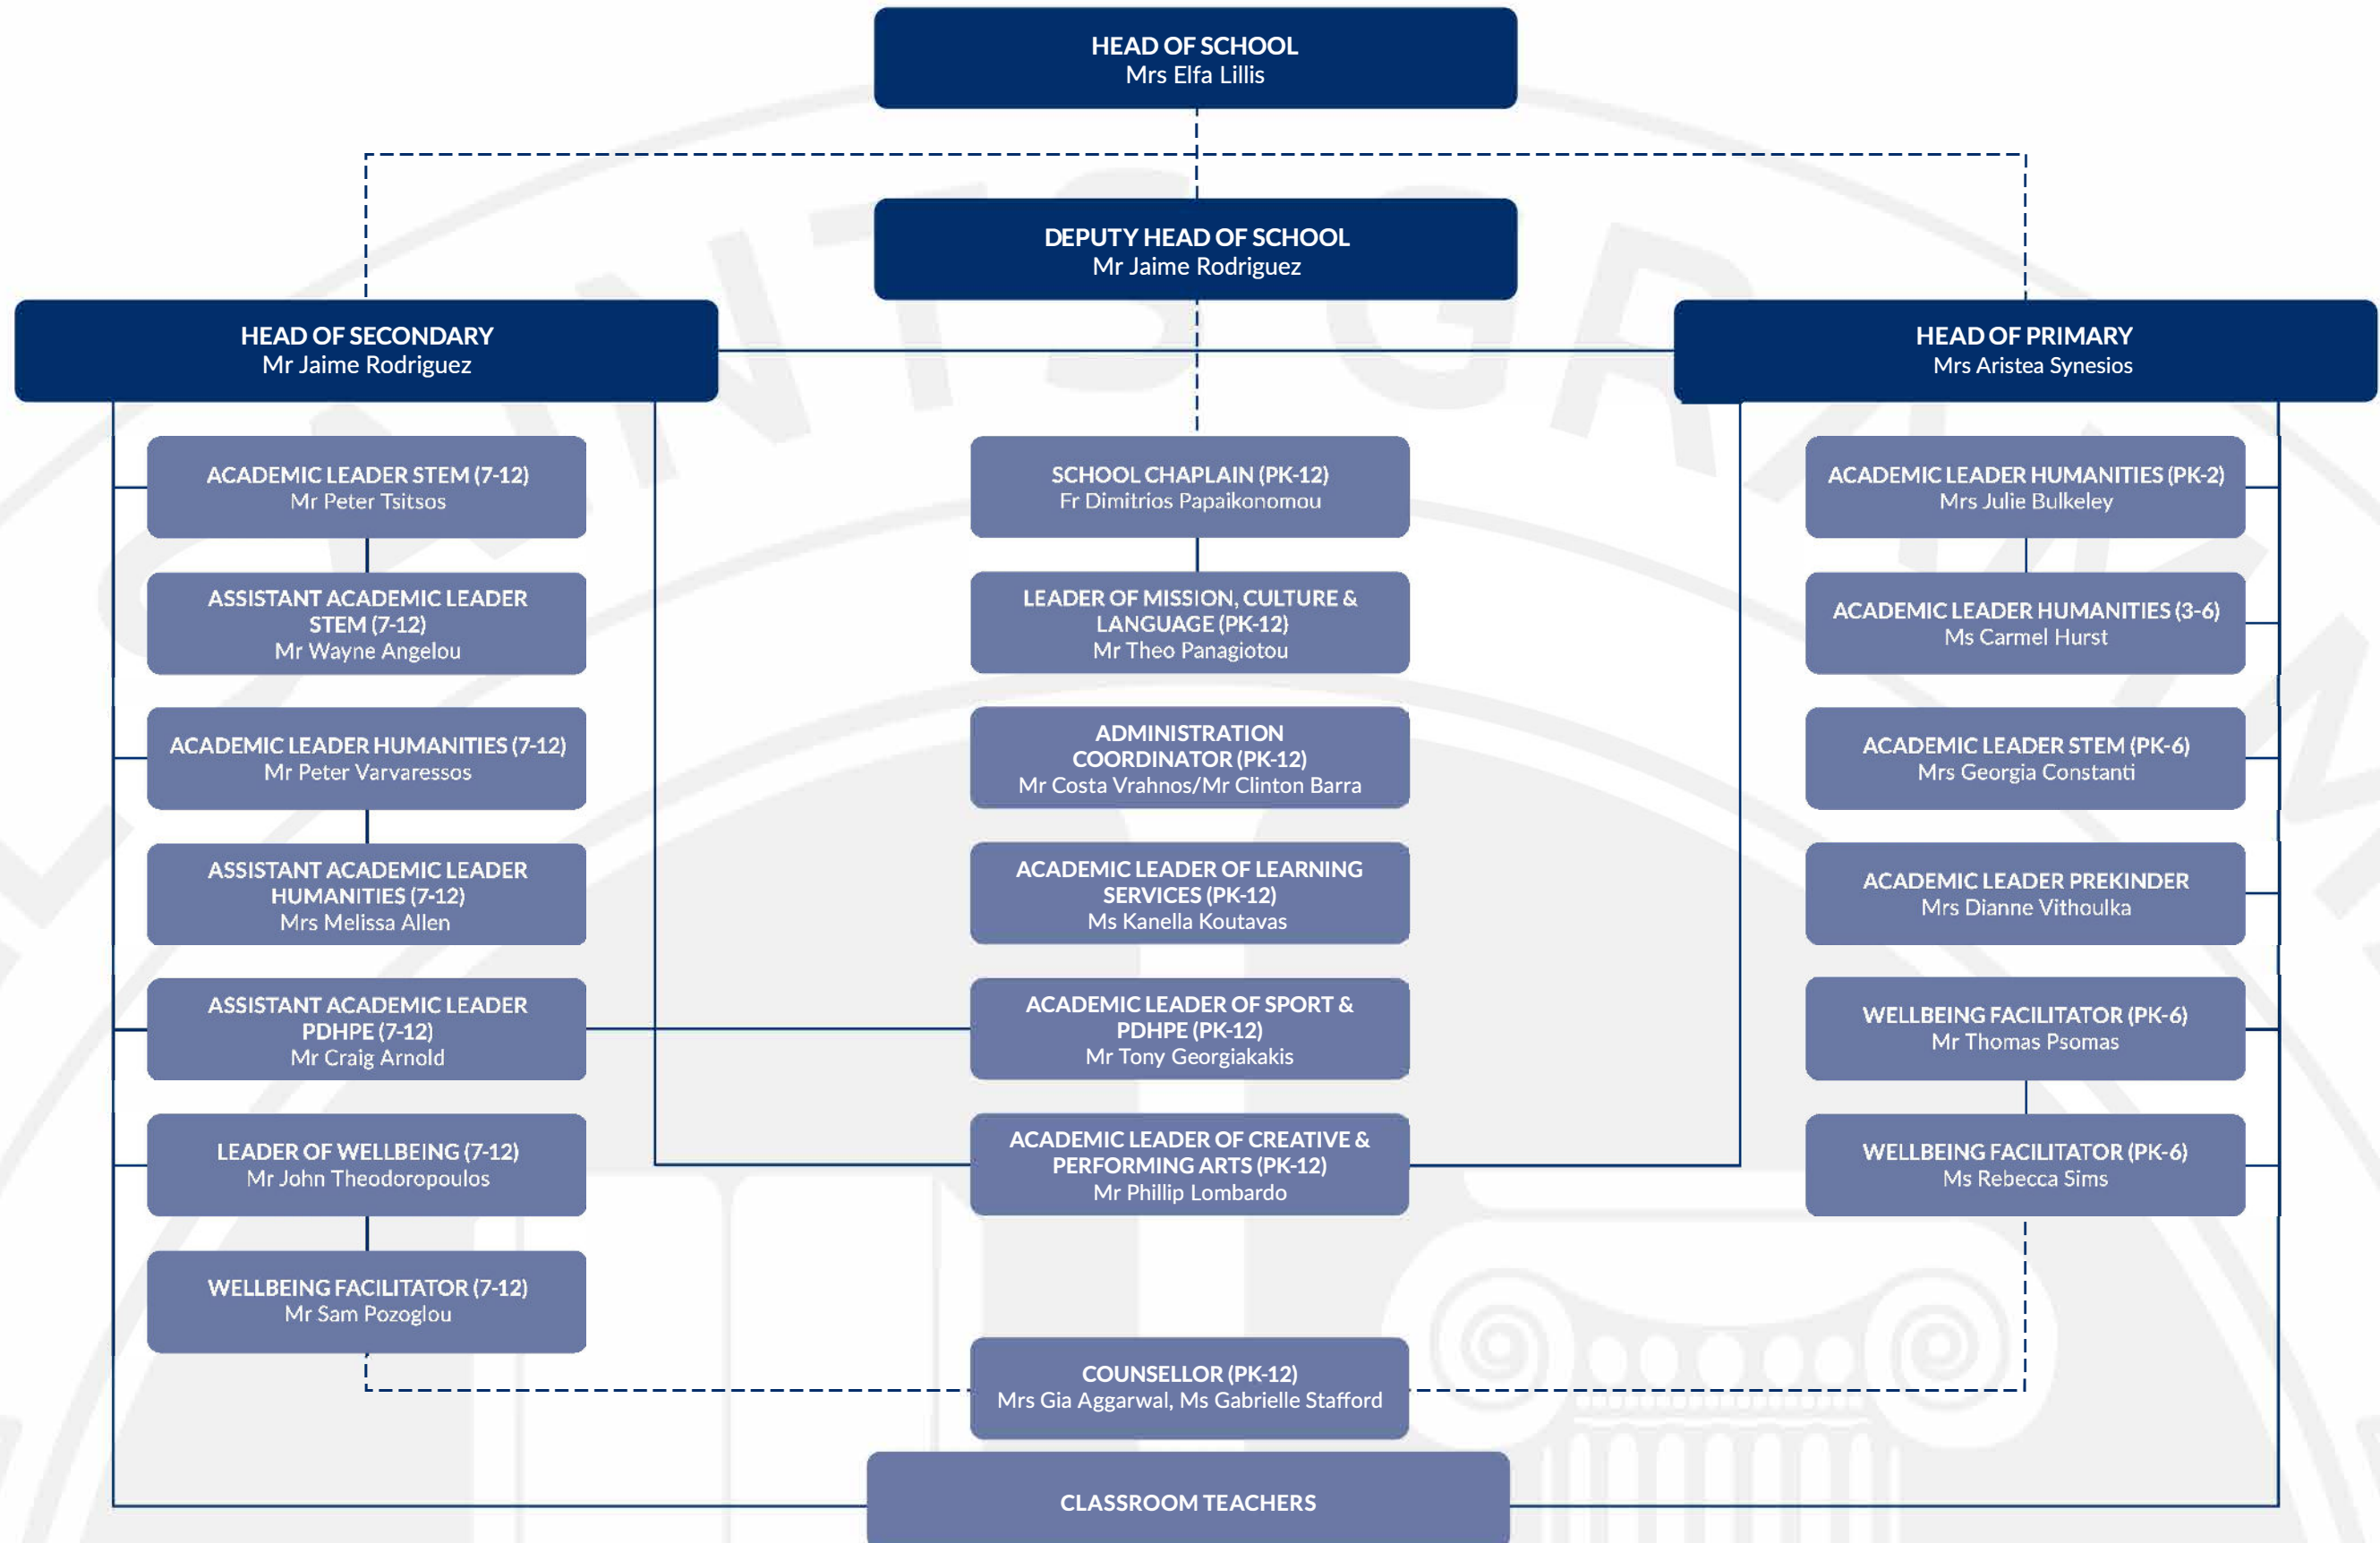 HEAD OF SCHOOL
Mrs Elfa Lillis
DEPUTY HEAD OF SCHOOL
Mr Jaime Rodriguez
HEAD OF SECONDARY
Mr Jaime Rodriguez
HEAD OF PRIMARY
Mrs Aristea Synesios
ACADEMIC LEADER STEM (7-12)
Mr Peter Tsitsos
ASSISTANT ACADEMIC LEADER
STEM (7-12)
Mr Wayne Angelou
ACADEMIC LEADER HUMANITIES (7-12)
Mr Peter Varvaressos
ASSISTANT ACADEMIC LEADER
HUMANITIES (7-12)
Mrs Melissa Allen
ASSISTANT ACADEMIC LEADER
PDHPE (7-12)
Mr Craig Arnold
LEADER OF WELLBEING (7-12)
Mr John Theodoropoulos
WELLBEING FACILITATOR (7-12)
Mr Sam Pozoglou
SCHOOL CHAPLAIN (PK-12)
Fr Dimitrios Papaikonomou
LEADER OF MISSION, CULTURE &
LANGUAGE (PK-12)
Mr Theo Panagiotou
ADMINISTRATION
COORDINATOR (PK-12)
Mr Costa Vrahnos/Mr Clinton Barra
ACADEMIC LEADER OF LEARNING
SERVICES (PK-12)
Ms Kanella Koutavas
ACADEMIC LEADER OF SPORT &
PDHPE (PK-12)
Mr Tony Georgiakakis
ACADEMIC LEADER OF CREATIVE &
PERFORMING ARTS (PK-12)
Mr Phillip Lombardo
ACADEMIC LEADER HUMANITIES (PK-2)
Mrs Julie Bulkeley
ACADEMIC LEADER HUMANITIES (3-6)
Ms Carmel Hurst
ACADEMIC LEADER STEM (PK-6)
Mrs Georgia Constanti
ACADEMIC LEADER PREKINDER
Mrs Dianne Vithoulka
WELLBEING FACILITATOR (PK-6)
Mr Thomas Psomas
WELLBEING FACILITATOR (PK-6)
Ms Rebecca Sims
COUNSELLOR (PK-12)
Mrs Gia Aggarwal, Ms Gabrielle Stafford
CLASSROOM TEACHERS